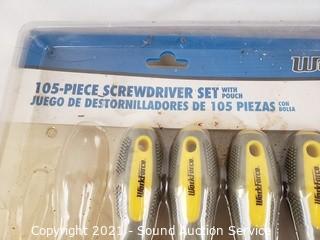 105-PIECE SCREWDRIVER SET WITH POUCH
JUEGO DE DESTORNILLADORES DE 105 PIEZAS CON BOLSA
WorkForce
WorkForce
WorkForce
Copyright 2021 - Sound Auction Service